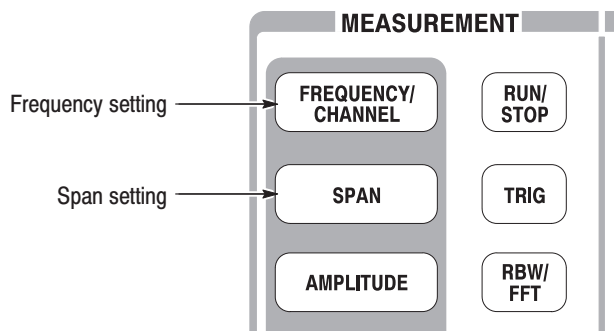 MEASUREMENT
Frequency setting
FREQUENCY/
CHANNEL
RUN/
STOP
Span setting
SPAN
TRIG
AMPLITUDE
RBW/
FFT